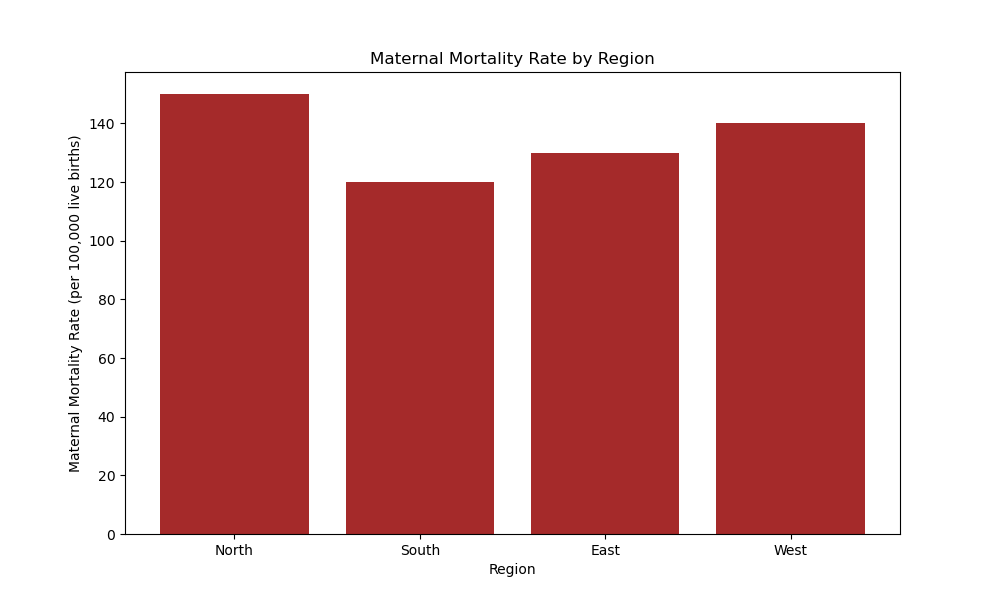 Maternal Mortality Rate by Region
Maternal Mortality Rate (per 100,000 live births)
140
120
100
80
60
40
20
0
North
South
East
West
Region